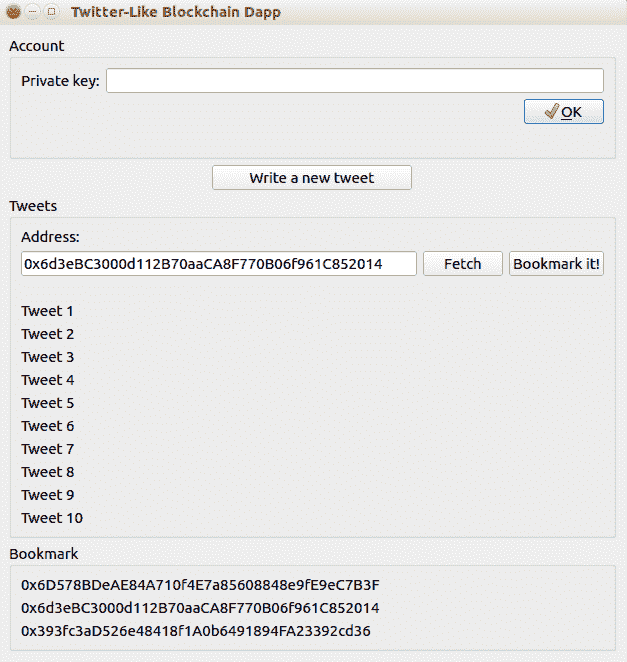 Twitter-Like Blockchain Dapp
Account
Private key:
OK
Write a new tweet
Tweets
Address:
0x6d3eBC3000d112B70aaCA8F770B06f961C852014 Fetch Bookmark it!
Tweet 1
Tweet 2
Tweet 3
Tweet 4
Tweet 5
Tweet 6
Tweet 7
Tweet 8
Tweet 9
Tweet 10
Bookmark
0x6D578BDeAE84A710f4E7a85608848e9fE9eC7B3F
0x6d3eBC3000d112B70aaCA8F770B06f961C852014
0x393fc3aD526e48418f1A0b6491894FA23392cd36